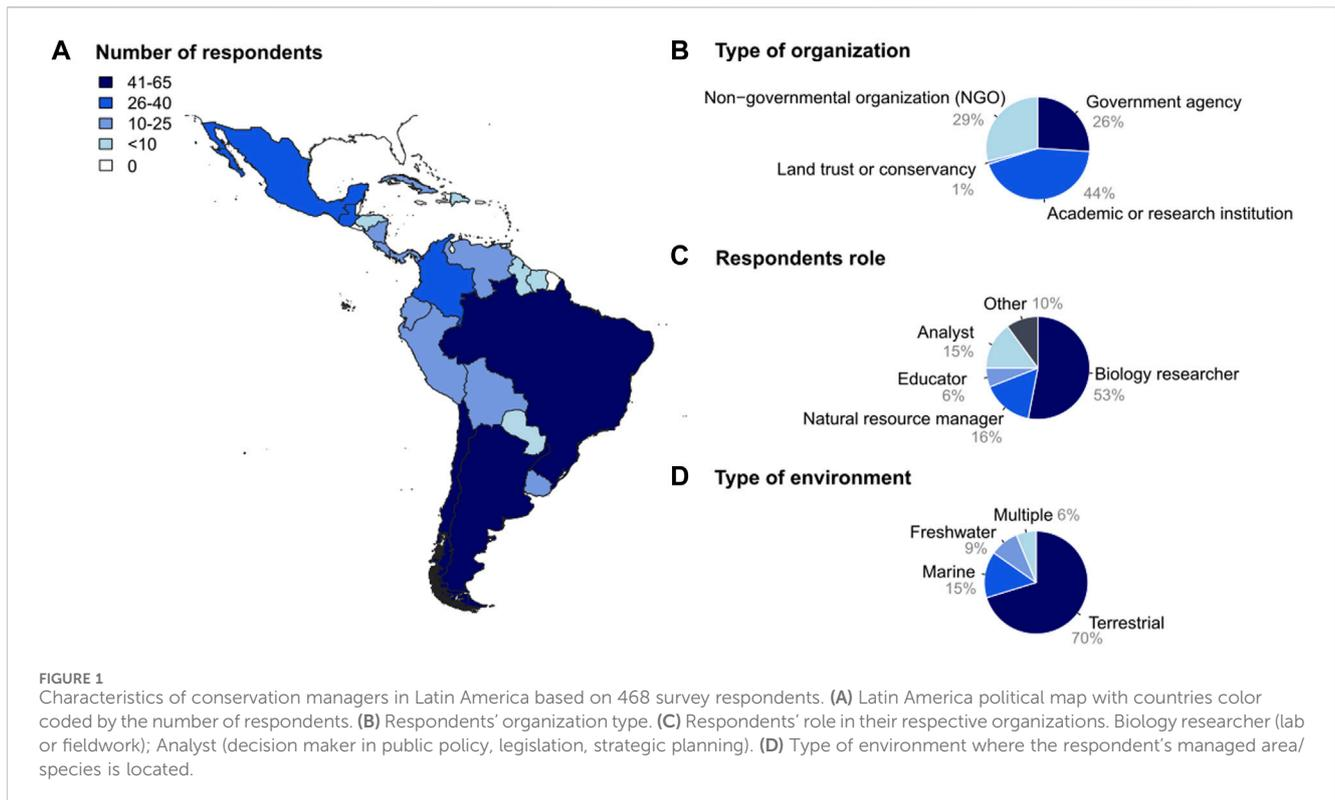 A Number of respondents
41-65
26-40
10-25
<10
0
B Type of organization
Non−governmental organization (NGO)
29%
Government agency
26%
Land trust or conservancy
1%
44%
Academic or research institution
C Respondents role
Other 10%
Analyst
15%
Educator
6%
Biology researcher
53%
Natural resource manager
16%
D Type of environment
Multiple 6%
Freshwater
9%
Marine
15%
Terrestrial
70%
FIGURE 1
Characteristics of conservation managers in Latin America based on 468 survey respondents. (A) Latin America political map with countries color
coded by the number of respondents. (B) Respondents’ organization type. (C) Respondents’ role in their respective organizations. Biology researcher (lab
or fieldwork); Analyst (decision maker in public policy, legislation, strategic planning). (D) Type of environment where the respondent’s managed area/
species is located.